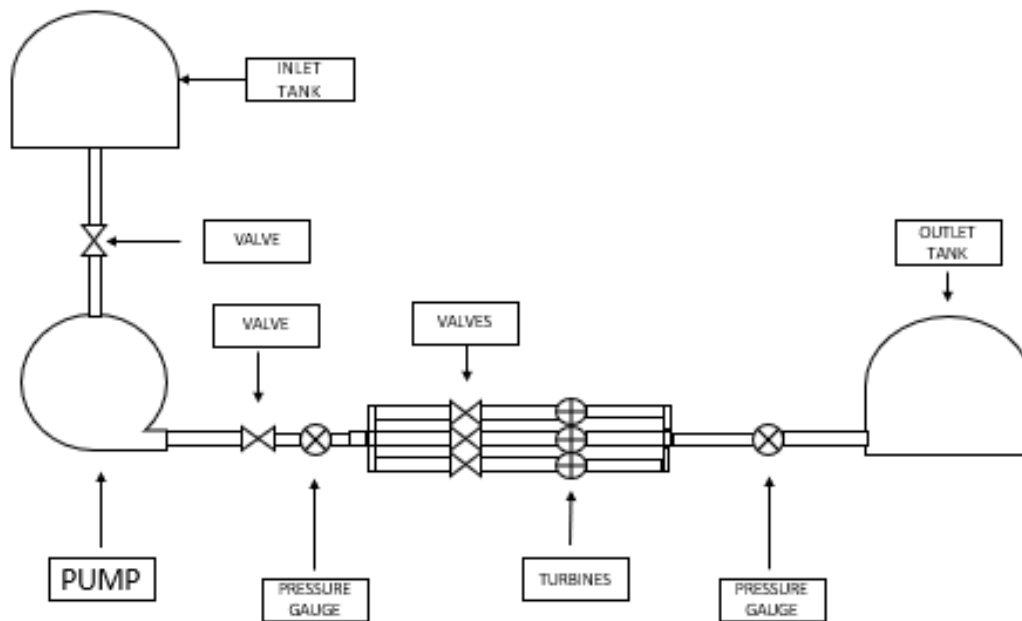 INLET
TANK
VALVE
OUTLET
TANK
VALVE
VALVES
PUMP
PRESSURE
GAUGE
TURBINES
PRESSURE
GAUGE